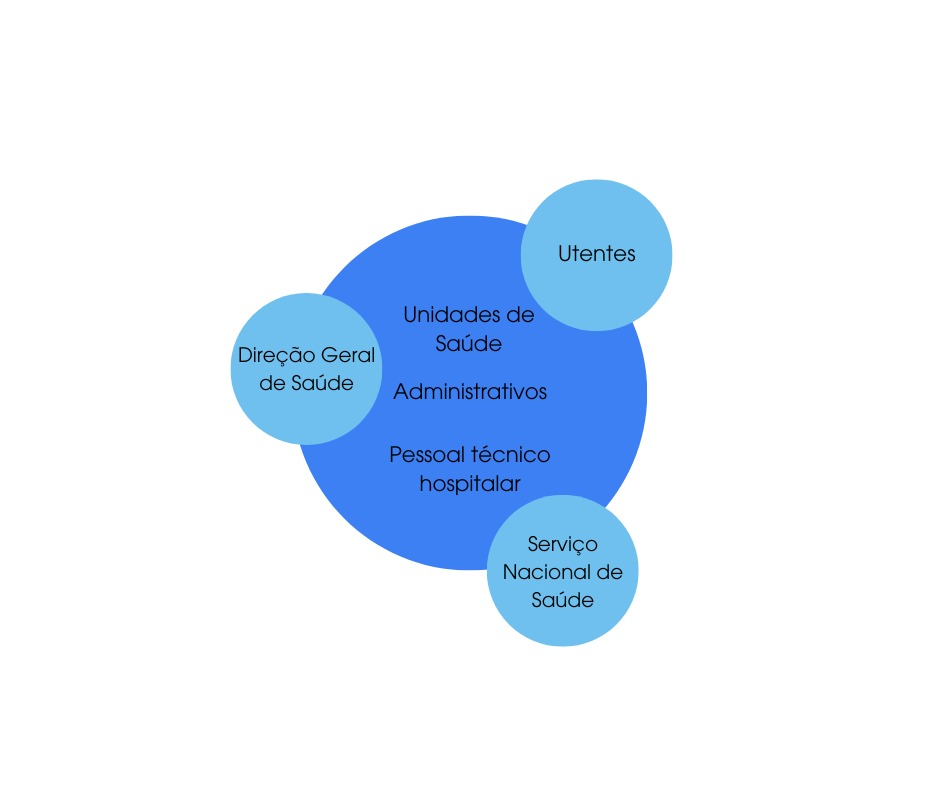 Utentes
Unidades de
Saúde
Direção Geral
de Saúde
Administrativos
Pessoal técnico
hospitalar
Serviço
Nacional de
Saúde